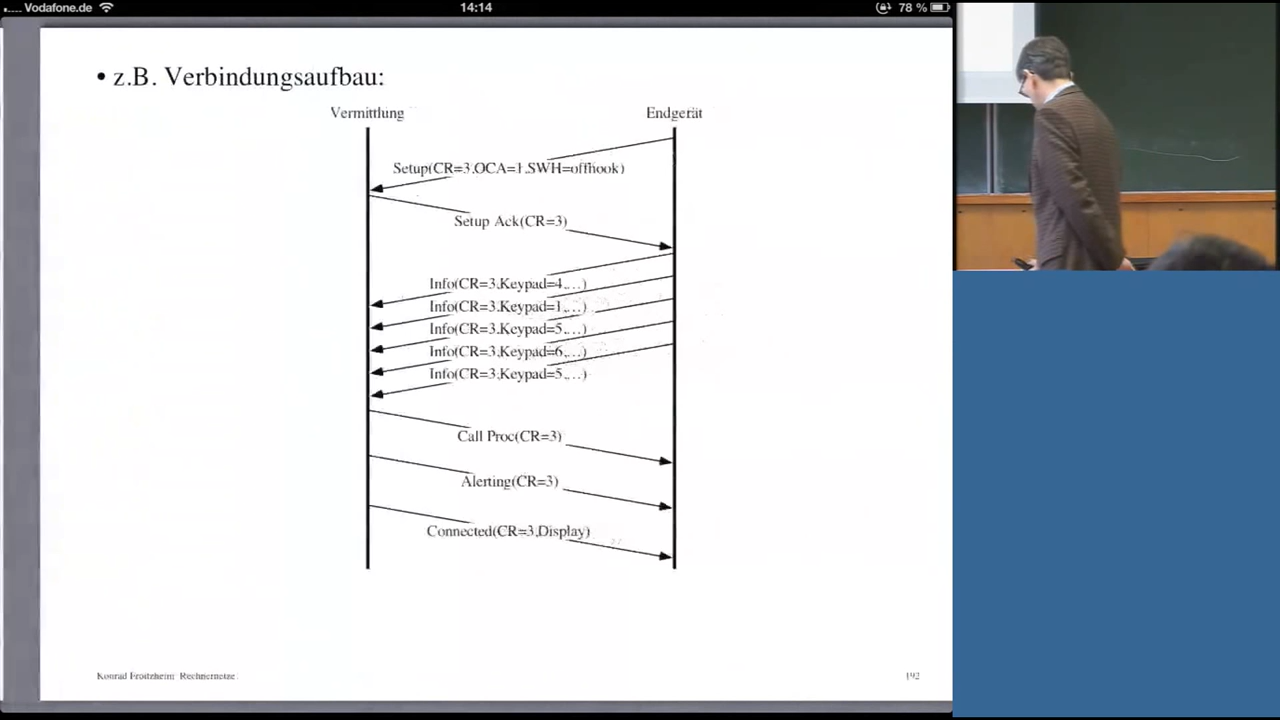 Vodafone.de 14:14 78 %
• z.B. Verbindungsaufbau:
Vermittlung Endgerät
Setup(CR=3,OCA=1,SWH=offhook)
Setup Ack(CR=3)
Info(CR=3,Keypad=4,...)
Info(CR=3,Keypad=1,...)
Info(CR=3,Keypad=5,...)
Info(CR=3,Keypad=6,...)
Info(CR=3,Keypad=5,...)
Call Proc(CR=3)
Alerting(CR=3)
Connected(CR=3,Display)
Konrad Froitzheim Rechnernetze 192